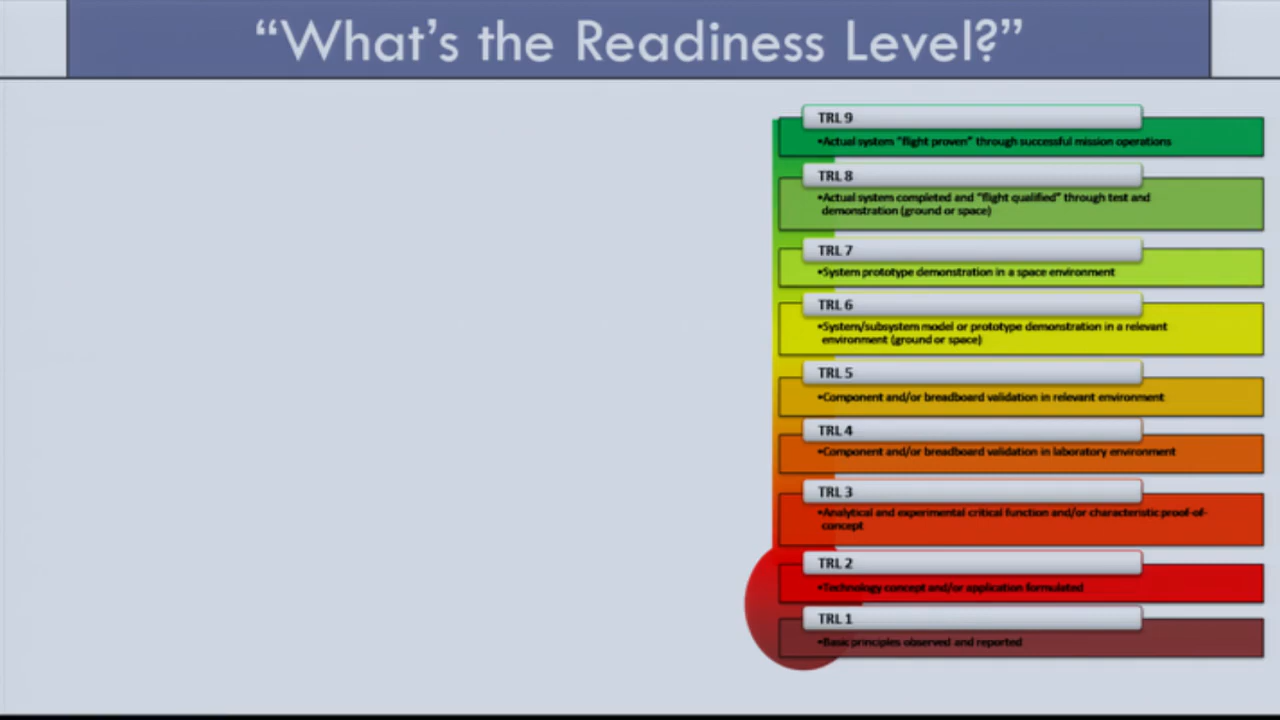 “What’s the Readiness Level?”
TRL 9
•Actual system “flight proven” through successful mission operations
TRL 8
•Actual system completed and “flight qualified” through test and
demonstration (ground or space)
TRL 7
•System prototype demonstration in a space environment
TRL 6
•System/subsystem model or prototype demonstration in a relevant
environment (ground or space)
TRL 5
•Component and/or breadboard validation in relevant environment
TRL 4
•Component and/or breadboard validation in laboratory environment
TRL 3
•Analytical and experimental critical function and/or characteristic proof-of-
concept
TRL 2
•Technology concept and/or application formulated
TRL 1
•Basic principles observed and reported